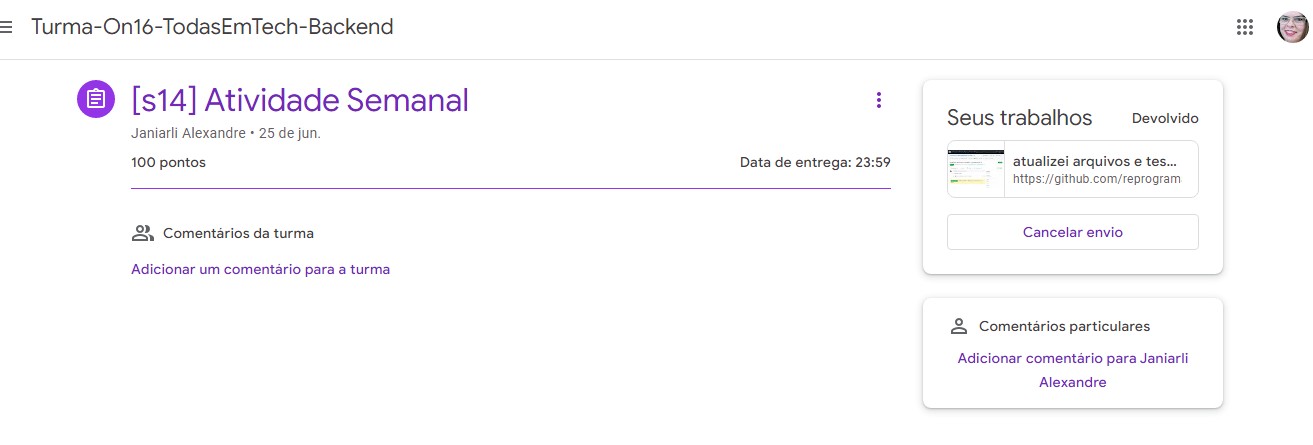 Turma-On16-TodasEmTech-Backend
[s14] Atividade Semanal
Janiarli Alexandre • 25 de jun.
100 pontos
Data de entrega: 23:59
Comentários da turma
Adicionar um comentário para a turma
Seus trabalhos
Devolvido
atualizei arquivos e tes...
https://github.com/reprogram
Cancelar envio
Comentários particulares
Adicionar comentário para Janiarli
Alexandre